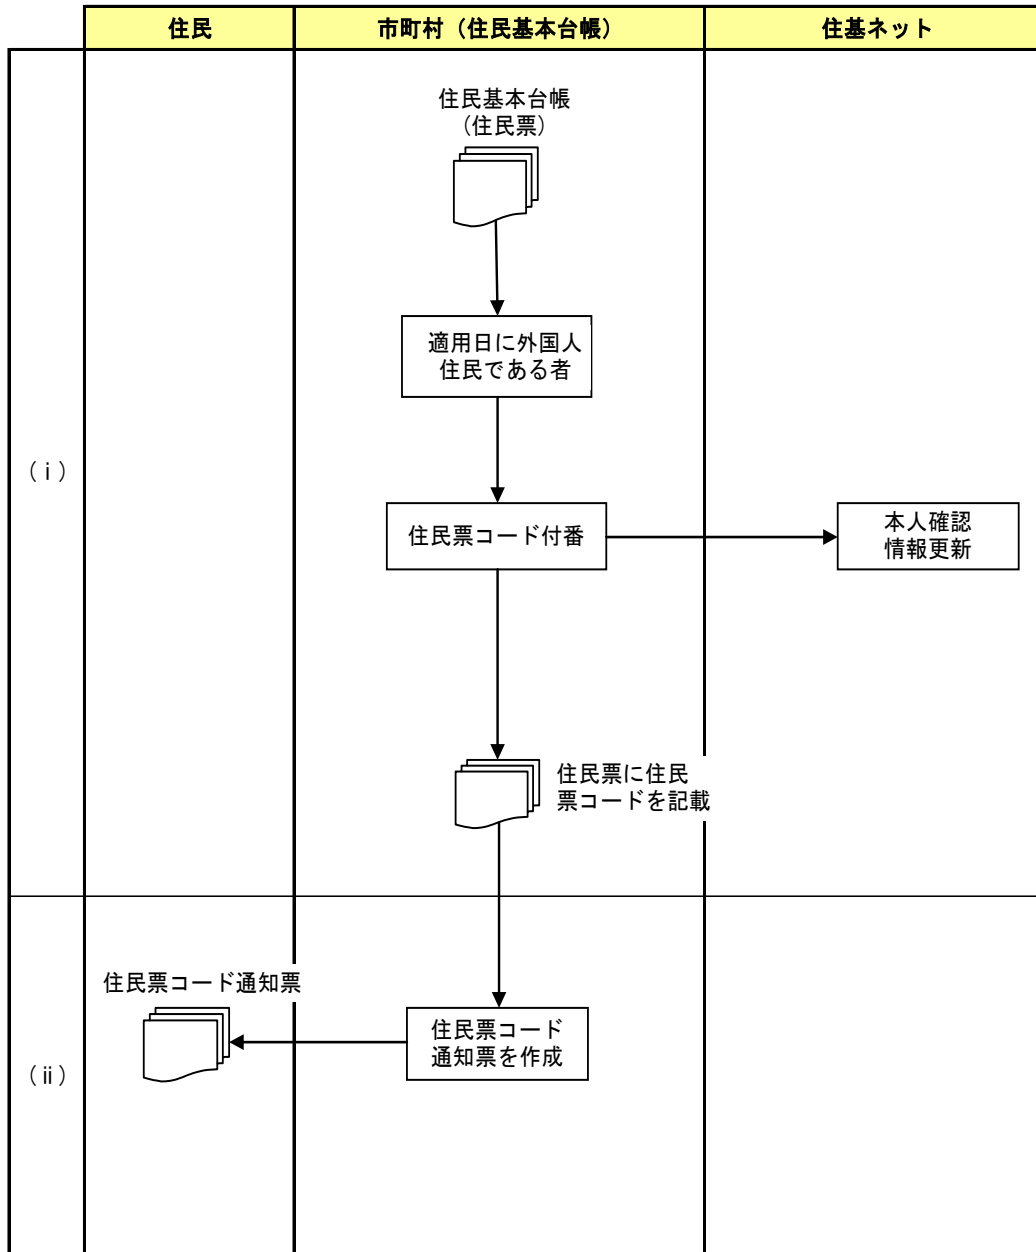 住民
市町村（住民基本台帳）
住基ネット
住民基本台帳
（住民票）
適用日に外国人
住民である者
（ⅰ）
住民票コード付番
本人確認
情報更新
住民票に住民
票コードを記載
住民票コード通知票
住民票コード
通知票を作成
（ⅱ）